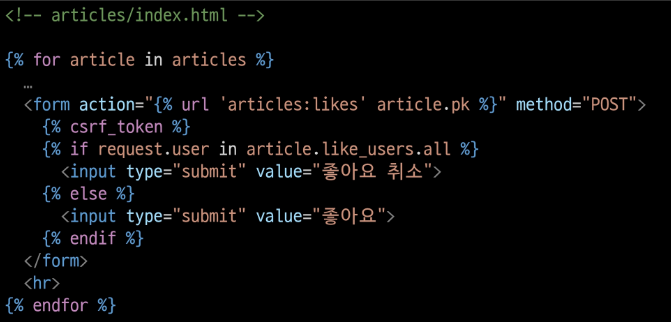 <!-- articles/index.html -->
{% for article in articles %}
…
<form action="{% url 'articles:likes' article.pk %}" method="POST">
{% csrf_token %}
{% if request.user in article.like_users.all %}
<input type="submit" value="좋아요 취소">
{% else %}
<input type="submit" value="좋아요">
{% endif %}
</form>
<hr>
{% endfor %}